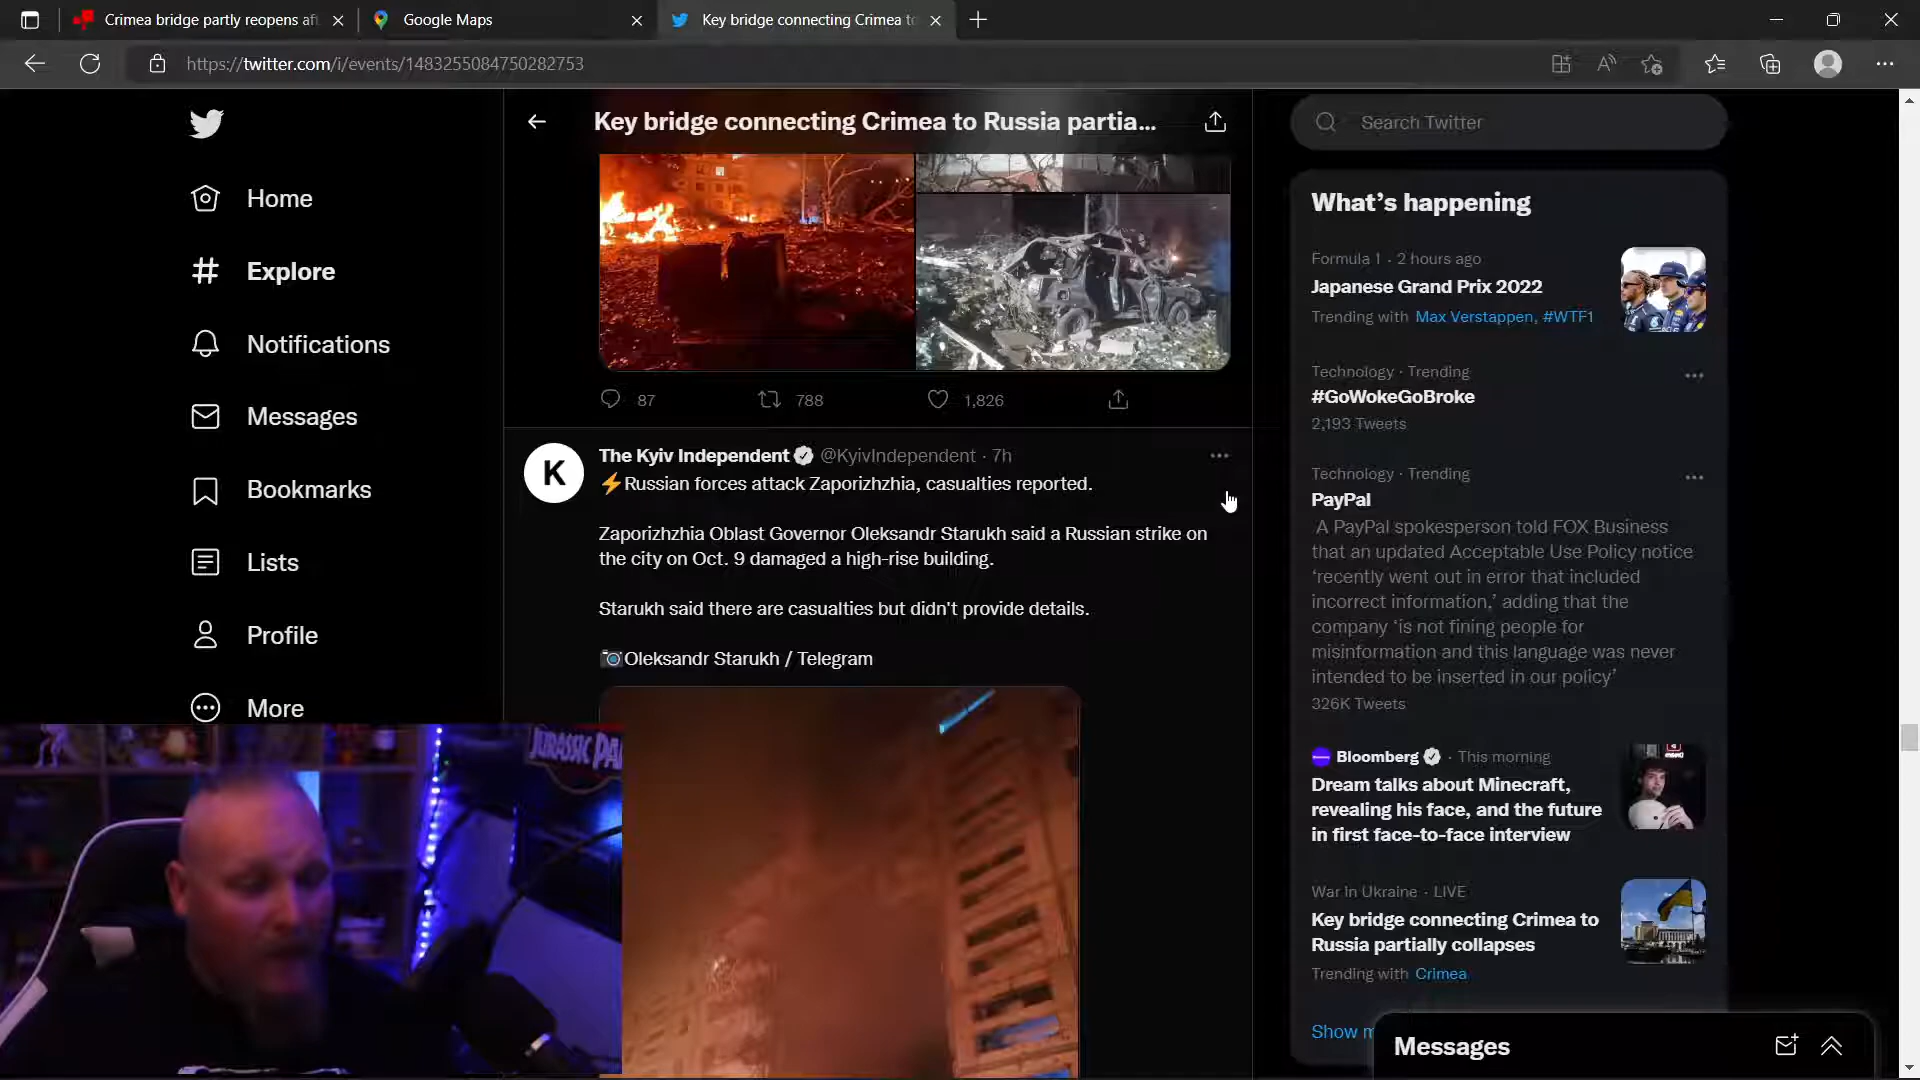 Crimea bridge partly reopens af
Google Maps
Key bridge connecting Crimea to
https://twitter.com/i/events/1483255084750282753
Key bridge connecting Crimea to Russia partia...
Search Twitter
Home
Explore
Notifications
Messages
Bookmarks
Lists
Profile
More
87
788
1,826
K
The Kyiv Independent @KyivIndependent · 7h
⚡Russian forces attack Zaporizhzhia, casualties reported.
Zaporizhzhia Oblast Governor Oleksandr Starukh said a Russian strike on
the city on Oct. 9 damaged a high-rise building.
Starukh said there are casualties but didn't provide details.
📷Oleksandr Starukh / Telegram
JURASSIC PA
What's happening
Formula 1 · 2 hours ago
Japanese Grand Prix 2022
Trending with Max Verstappen, #WTF1
Technology · Trending
#GoWokeGoBroke
2,193 Tweets
Technology · Trending
PayPal
A PayPal spokesperson told FOX Business
that an updated Acceptable Use Policy notice
‘recently went out in error that included
incorrect information,’ adding that the
company ‘is not fining people for
misinformation and this language was never
intended to be inserted in our policy’
326K Tweets
Bloomberg · This morning
Dream talks about Minecraft,
revealing his face, and the future
in first face-to-face interview
War in Ukraine · LIVE
Key bridge connecting Crimea to
Russia partially collapses
Trending with Crimea
Show m
Messages